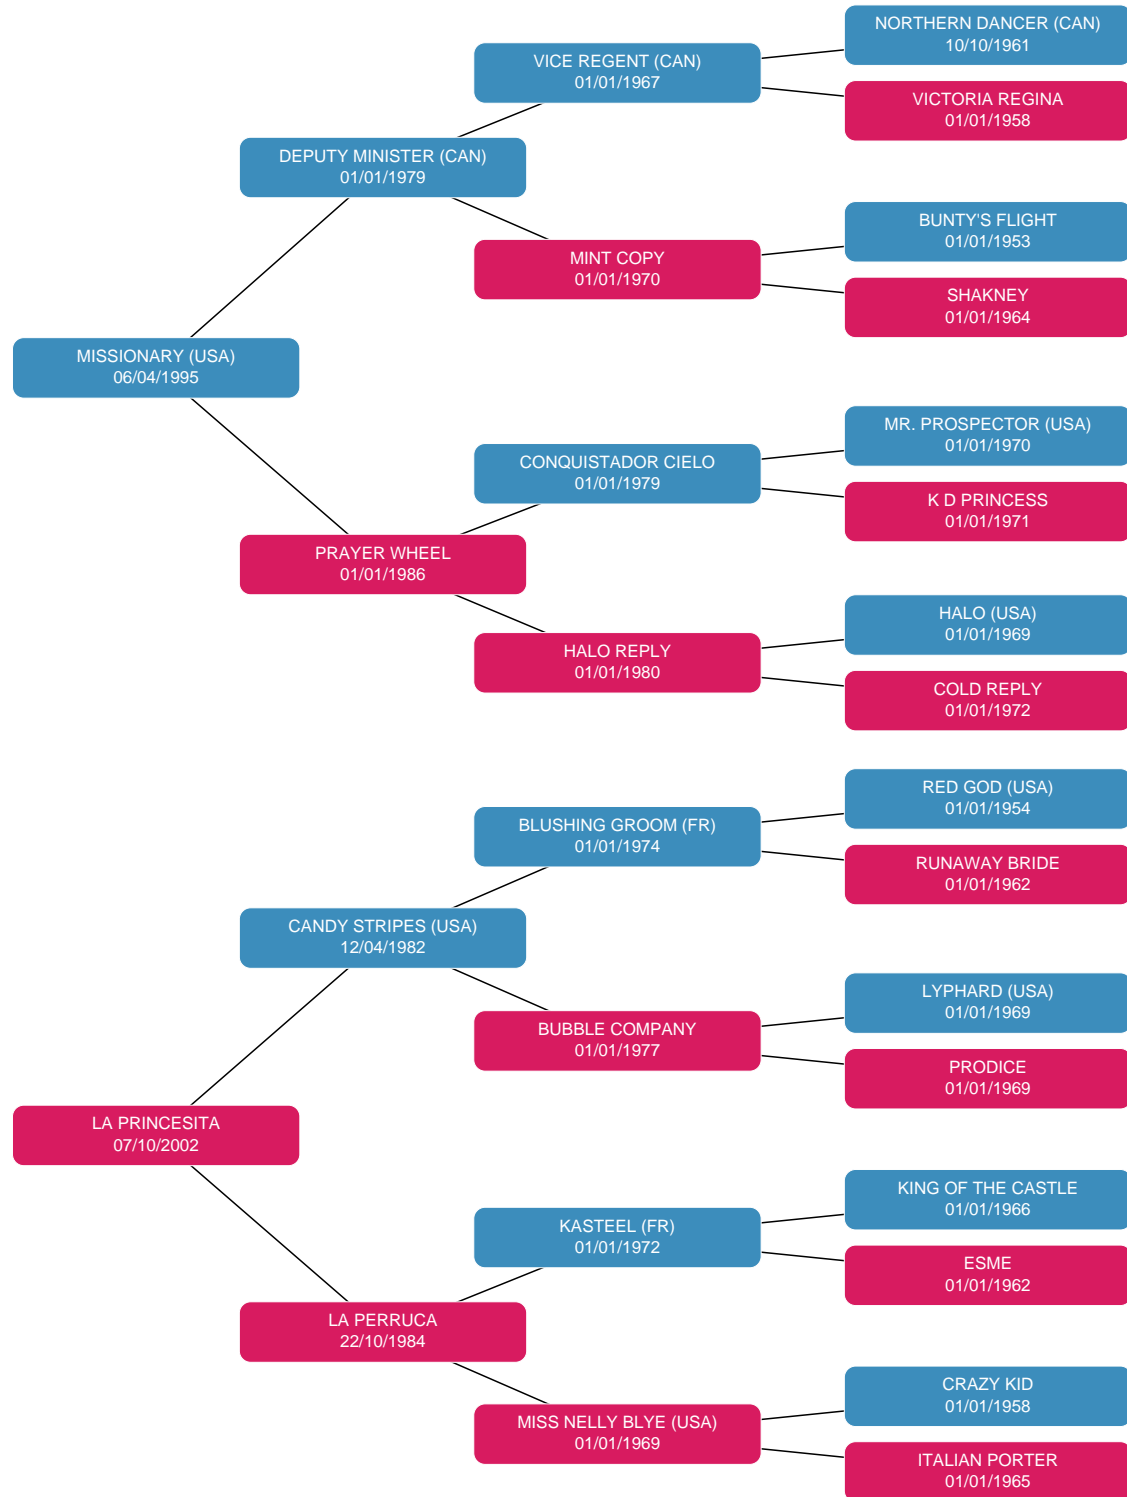 NORTHERN DANCER (CAN)
10/10/1961
VICE REGENT (CAN)
01/01/1967
VICTORIA REGINA
01/01/1958
DEPUTY MINISTER (CAN)
01/01/1979
BUNTY'S FLIGHT
01/01/1953
MINT COPY
01/01/1970
SHAKNEY
01/01/1964
MISSIONARY (USA)
06/04/1995
MR. PROSPECTOR (USA)
01/01/1970
CONQUISTADOR CIELO
01/01/1979
K D PRINCESS
01/01/1971
PRAYER WHEEL
01/01/1986
HALO (USA)
01/01/1969
HALO REPLY
01/01/1980
COLD REPLY
01/01/1972
RED GOD (USA)
01/01/1954
BLUSHING GROOM (FR)
01/01/1974
RUNAWAY BRIDE
01/01/1962
CANDY STRIPES (USA)
12/04/1982
LYPHARD (USA)
01/01/1969
BUBBLE COMPANY
01/01/1977
PRODICE
01/01/1969
LA PRINCESITA
07/10/2002
KING OF THE CASTLE
01/01/1966
KASTEEL (FR)
01/01/1972
ESME
01/01/1962
LA PERRUCA
22/10/1984
CRAZY KID
01/01/1958
MISS NELLY BLYE (USA)
01/01/1969
ITALIAN PORTER
01/01/1965